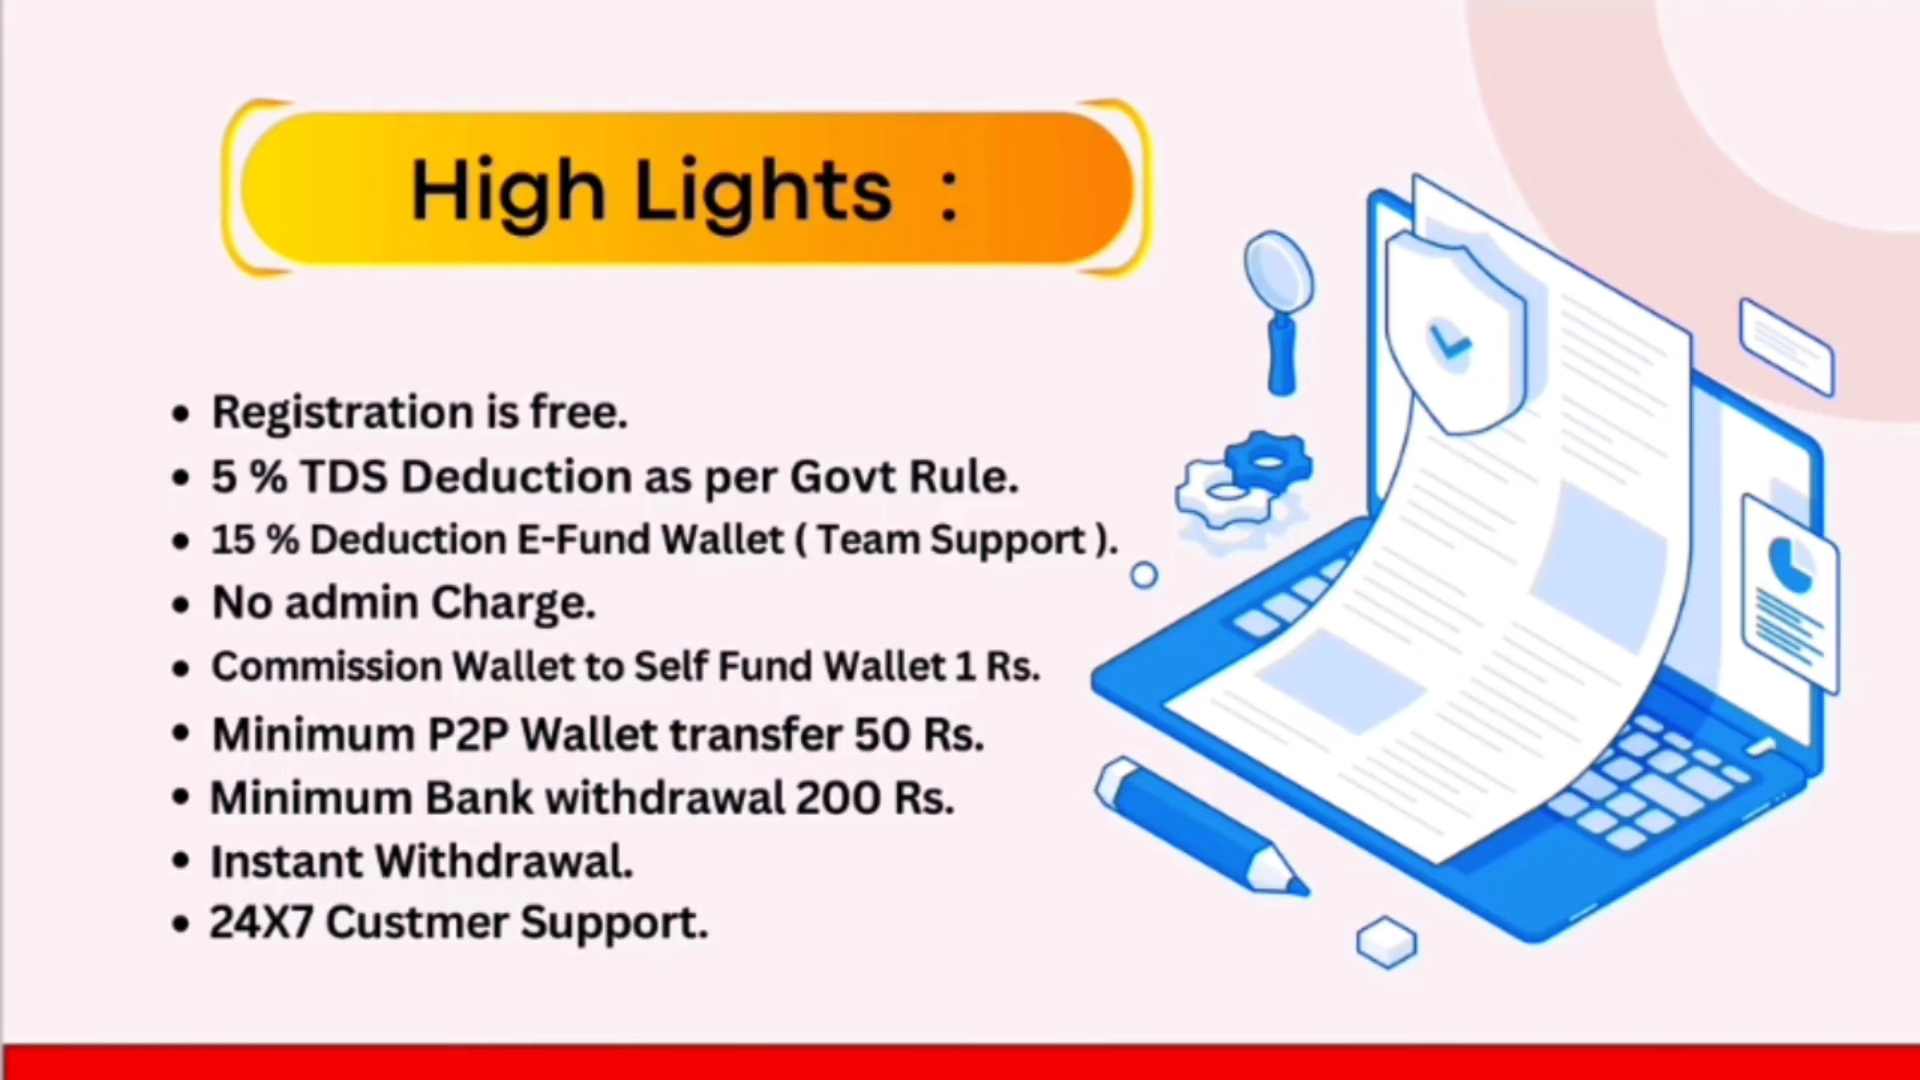 High Lights :
• Registration is free.
• 5 % TDS Deduction as per Govt Rule.
• 15 % Deduction E-Fund Wallet ( Team Support ).
• No admin Charge.
• Commission Wallet to Self Fund Wallet 1 Rs.
• Minimum P2P Wallet transfer 50 Rs.
• Minimum Bank withdrawal 200 Rs.
• Instant Withdrawal.
• 24X7 Custmer Support.